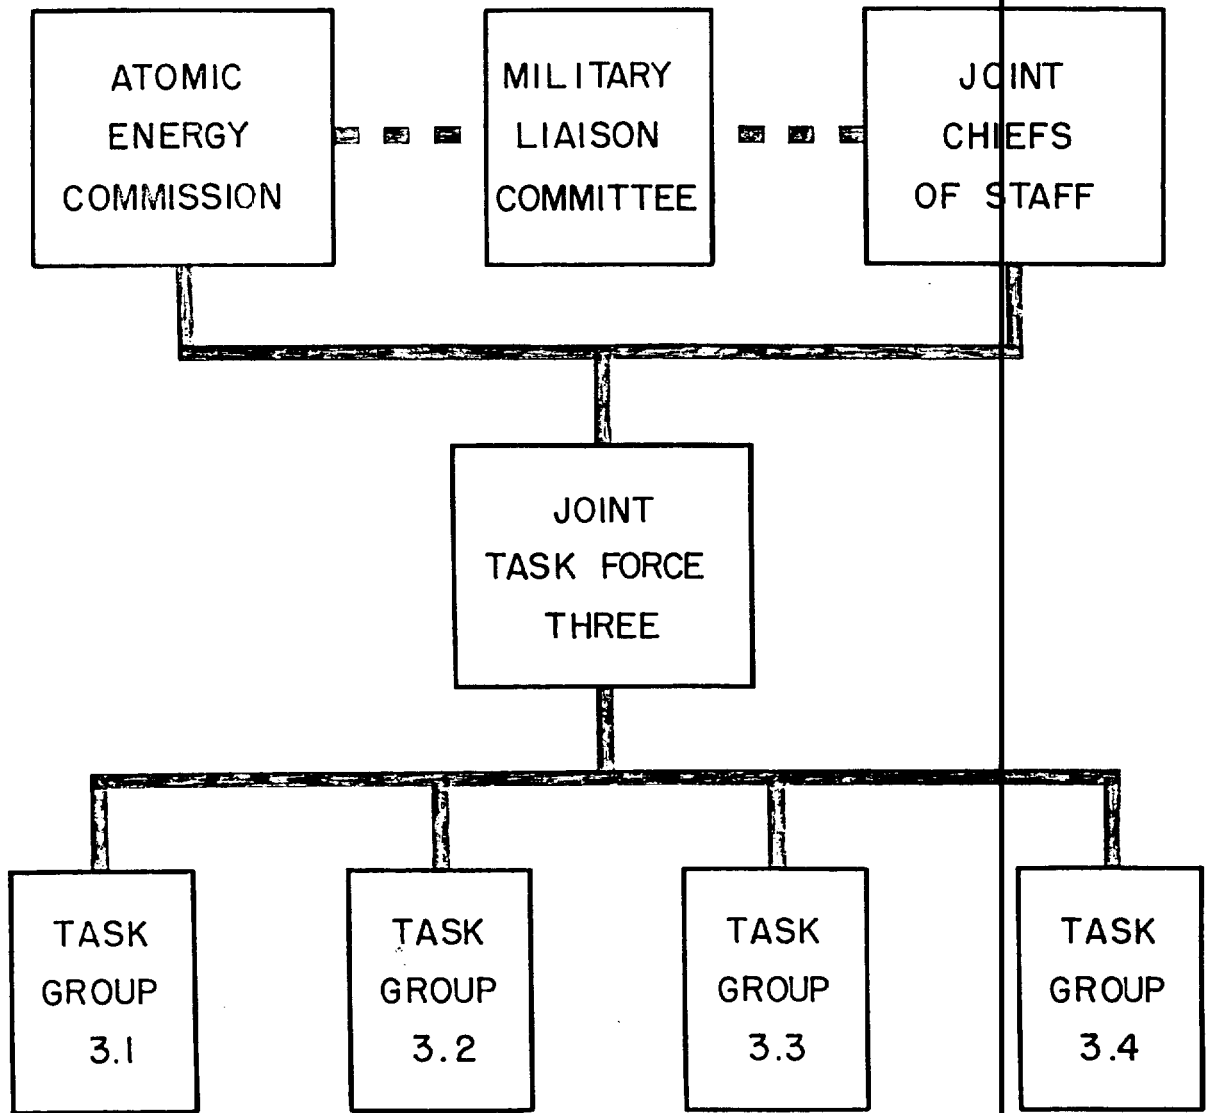 ATOMIC
ENERGY
COMMISSION
MILITARY
LIAISON
COMMITTEE
JOINT
CHIEFS
OF STAFF
JOINT
TASK FORCE
THREE
TASK
GROUP
3.1
TASK
GROUP
3.2
TASK
GROUP
3.3
TASK
GROUP
3.4